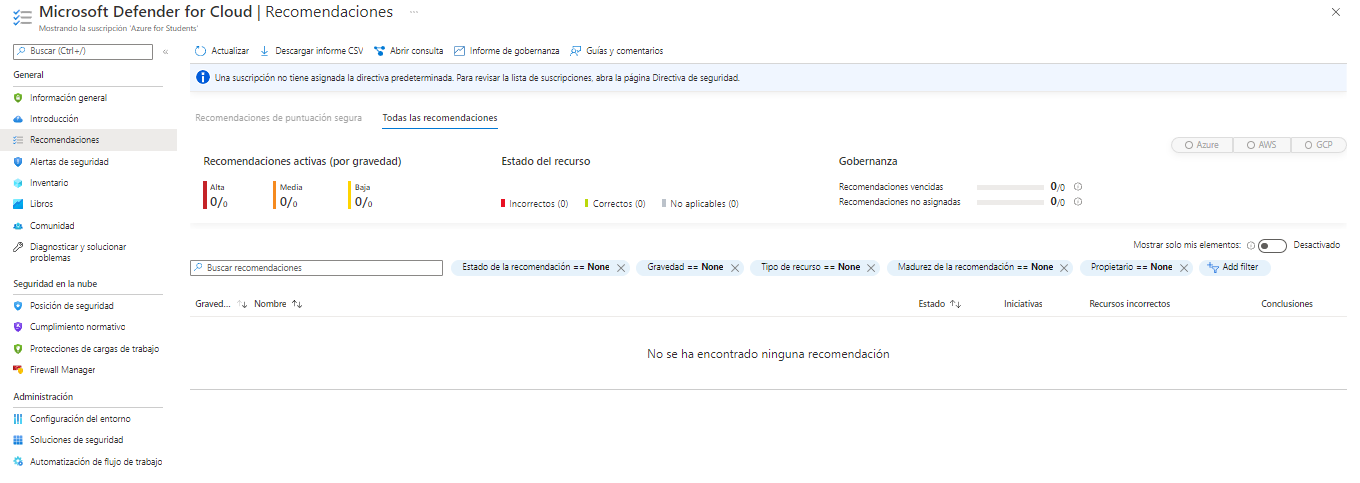 Microsoft Defender for Cloud | Recomendaciones ...
Mostrando la suscripción 'Azure for Students'
Buscar (Ctrl+/) «
General
Información general
Introducción
Recomendaciones
Alertas de seguridad
Inventario
Libros
Comunidad
Diagnosticar y solucionar
problemas
Seguridad en la nube
Posición de seguridad
Cumplimiento normativo
Protecciones de cargas de trabajo
Firewall Manager
Administración
Configuración del entorno
Soluciones de seguridad
Automatización de flujo de trabajo
Actualizar Descargar informe CSV Abrir consulta Informe de gobernanza Guías y comentarios
Una suscripción no tiene asignada la directiva predeterminada. Para revisar la lista de suscripciones, abra la página Directiva de seguridad.
Recomendaciones de puntuación segura Todas las recomendaciones
Azure AWS GCP
Recomendaciones activas (por gravedad)
Alta Media Baja
0/0 0/0 0/0
Estado del recurso
Incorrectos (0) Correctos (0) No aplicables (0)
Gobernanza
Recomendaciones vencidas 0/0
Recomendaciones no asignadas 0/0
Mostrar solo mis elementos: Desactivado
Buscar recomendaciones Estado de la recomendación == None Gravedad == None Tipo de recurso == None Madurez de la recomendación == None Propietario == None Add filter
Graved... ↑↓ Nombre ↑↓ Estado ↑↓ Iniciativas Recursos incorrectos Conclusiones
No se ha encontrado ninguna recomendación